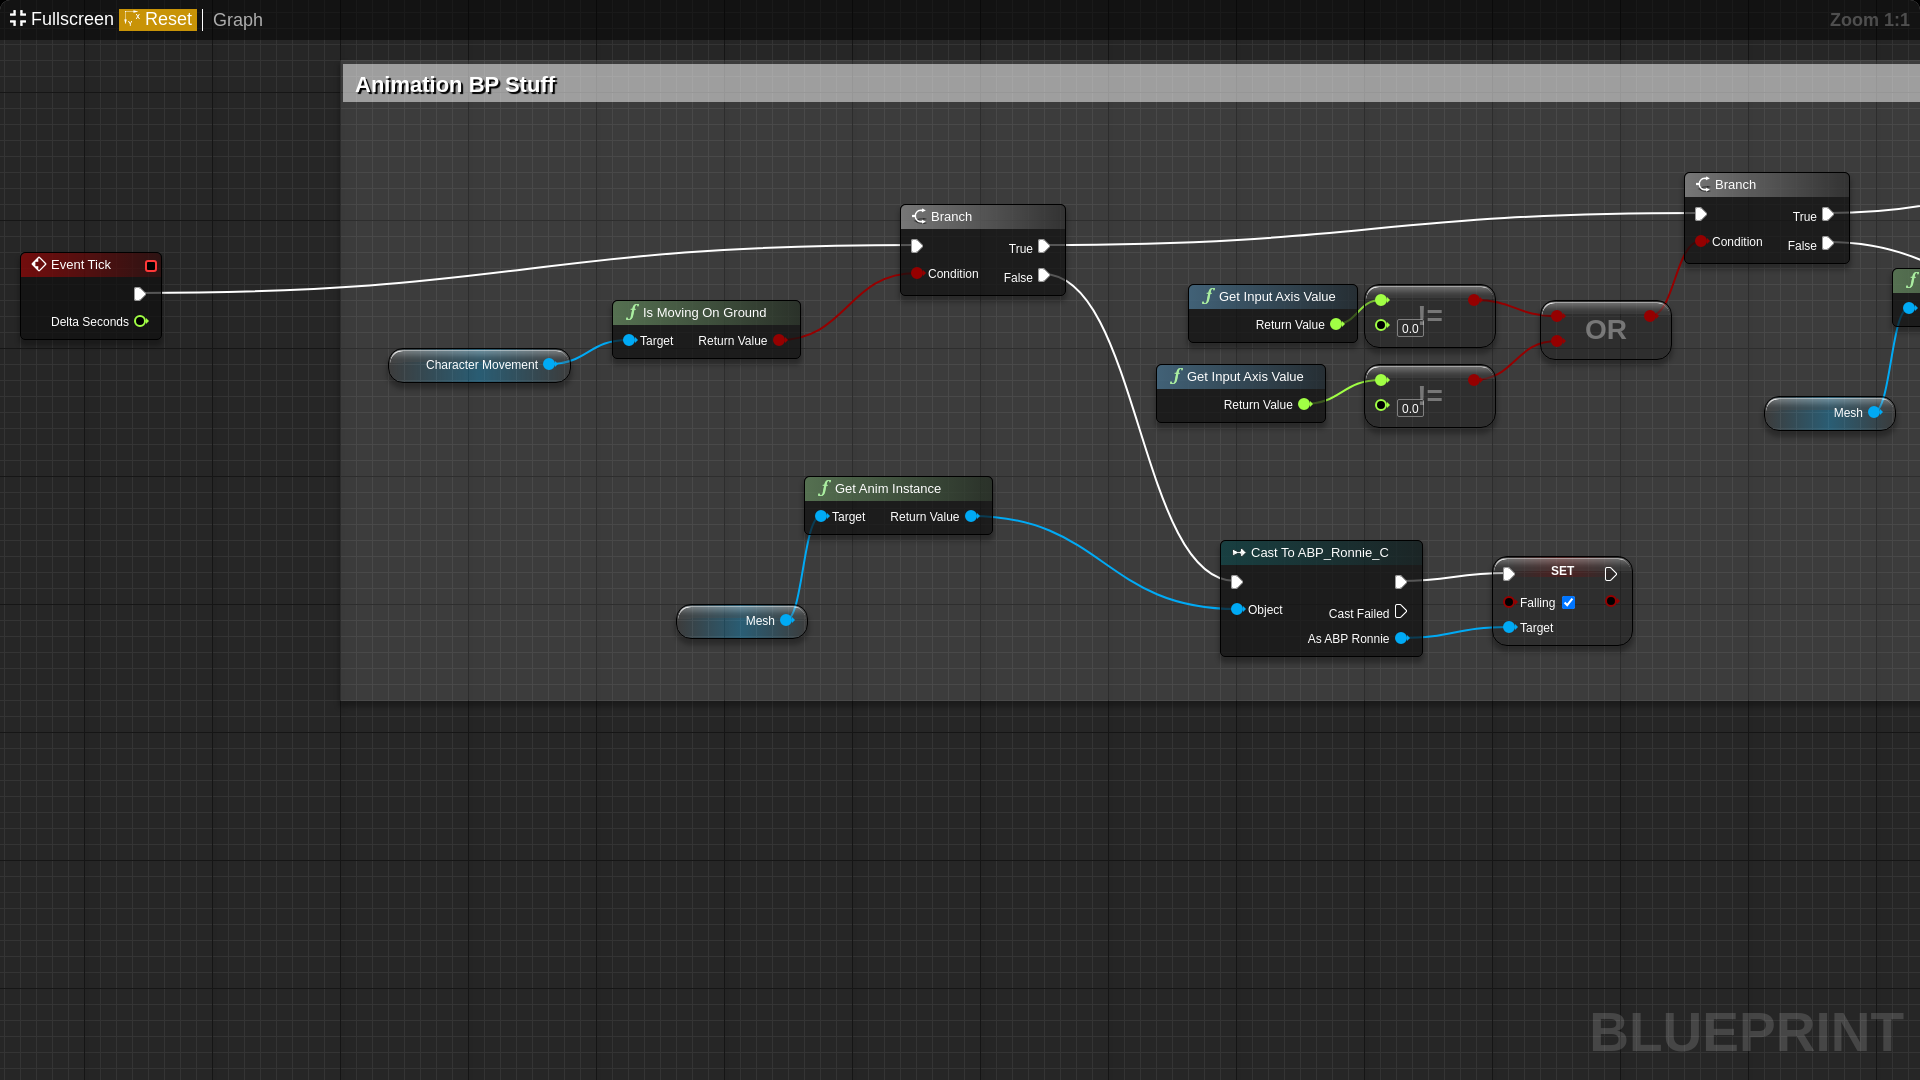 Fullscreen Reset Graph
Zoom 1:1
Animation BP Stuff
Event Tick
Delta Seconds
Character Movement
Is Moving On Ground
Target Return Value
Branch
True
Condition False
Get Input Axis Value
Return Value
0.0 !=
Get Input Axis Value
Return Value
0.0 !=
OR
Branch
True
Condition False
Mesh
Get Anim Instance
Target Return Value
Mesh
Cast To ABP_Ronnie_C
Object Cast Failed
As ABP Ronnie
SET
Falling
Target
BLUEPRINT